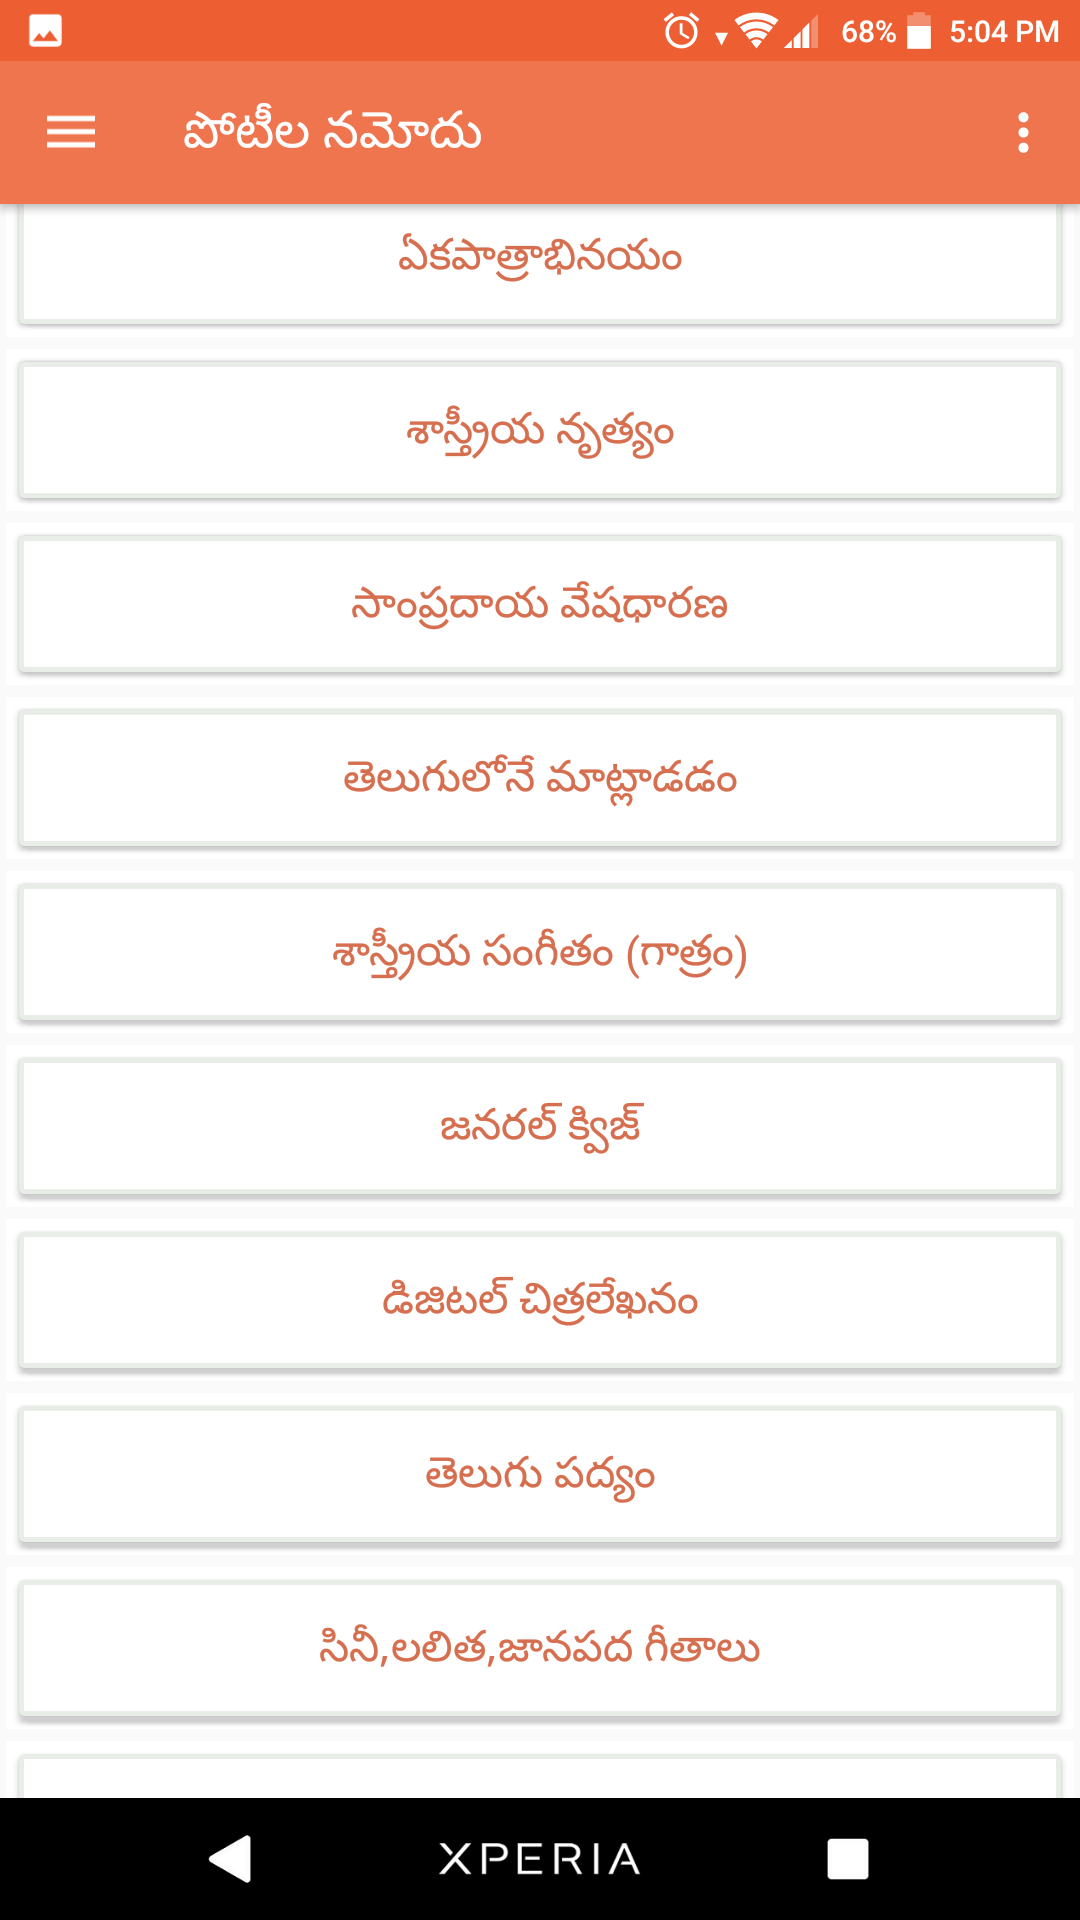 68% 5:04 PM
పోటీల నమోదు
ఏకపాత్రాభినయం
శాస్త్రీయ నృత్యం
సాంప్రదాయ వేషధారణ
తెలుగులోనే మాట్లాడడం
శాస్త్రీయ సంగీతం (గాత్రం)
జనరల్ క్విజ్
డిజిటల్ చిత్రలేఖనం
తెలుగు పద్యం
సినీ,లలిత,జానపద గీతాలు
XPERIA